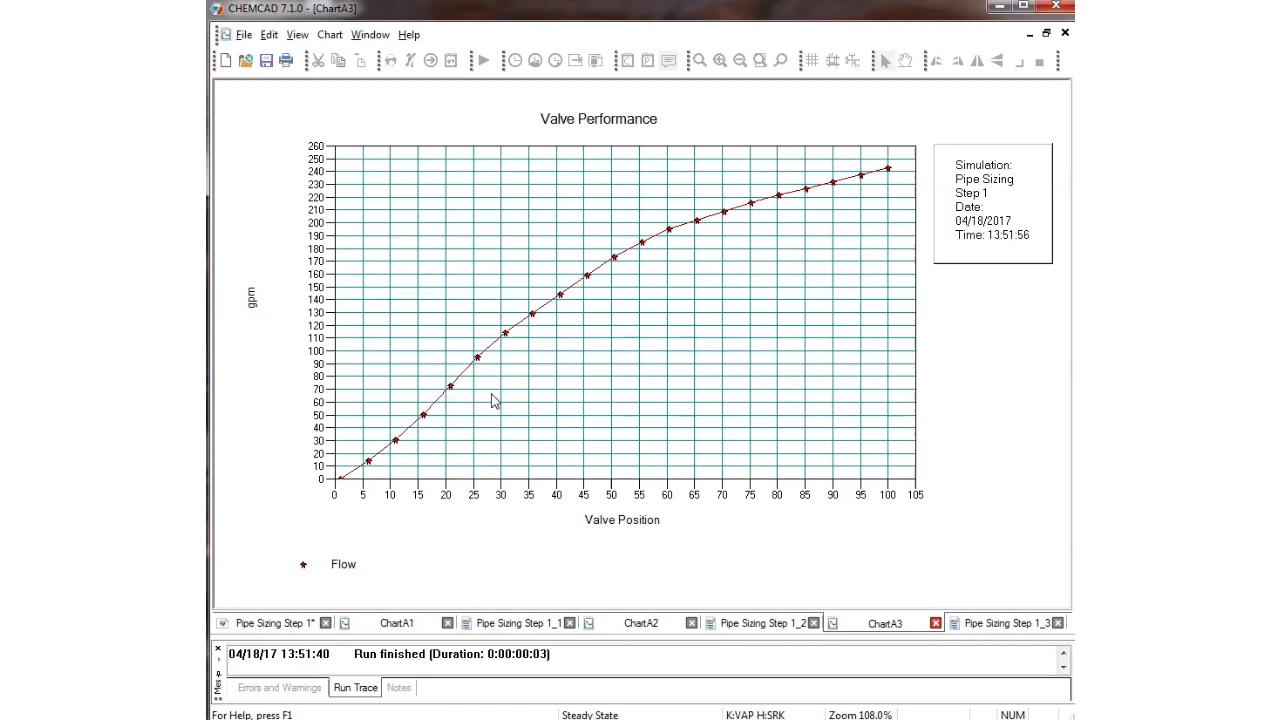 CHEMCAD 7.1.0 - [ChartA3]
File Edit View Chart Window Help
Valve Performance
260
250
240
230
220
210
200
190
180
170
160
150
140
130
120
110
100
90
80
70
60
50
40
30
20
10
0
gpm
0 5 10 15 20 25 30 35 40 45 50 55 60 65 70 75 80 85 90 95 100 105
Valve Position
Flow
Simulation:
Pipe Sizing
Step 1
Date:
04/18/2017
Time: 13:51:56
Pipe Sizing Step 1* ChartA1 Pipe Sizing Step 1_1 ChartA2 Pipe Sizing Step 1_2 ChartA3 Pipe Sizing Step 1_3
04/18/17 13:51:40 Run finished (Duration: 0:00:00:03)
Errors and Warnings Run Trace Notes
For Help, press F1 Steady State K:VAP H:SRK Zoom 108.0% NUM